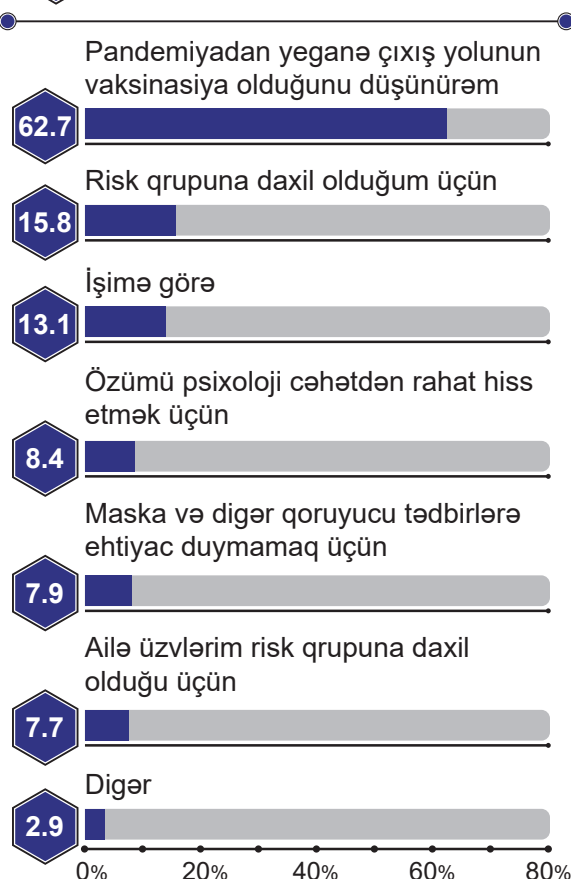 Pandemiyadan yeganə çıxış yolunun
vaksinasiya olduğunu düşünürəm
62.7
Risk qrupuna daxil olduğum üçün
15.8
İşimə görə
13.1
Özümü psixoloji cəhətdən rahat hiss
etmək üçün
8.4
Maska və digər qoruyucu tədbirlərə
ehtiyac duymamaq üçün
7.9
Ailə üzvlərim risk qrupuna daxil
olduğu üçün
7.7
Digər
2.9
0% 20% 40% 60% 80%